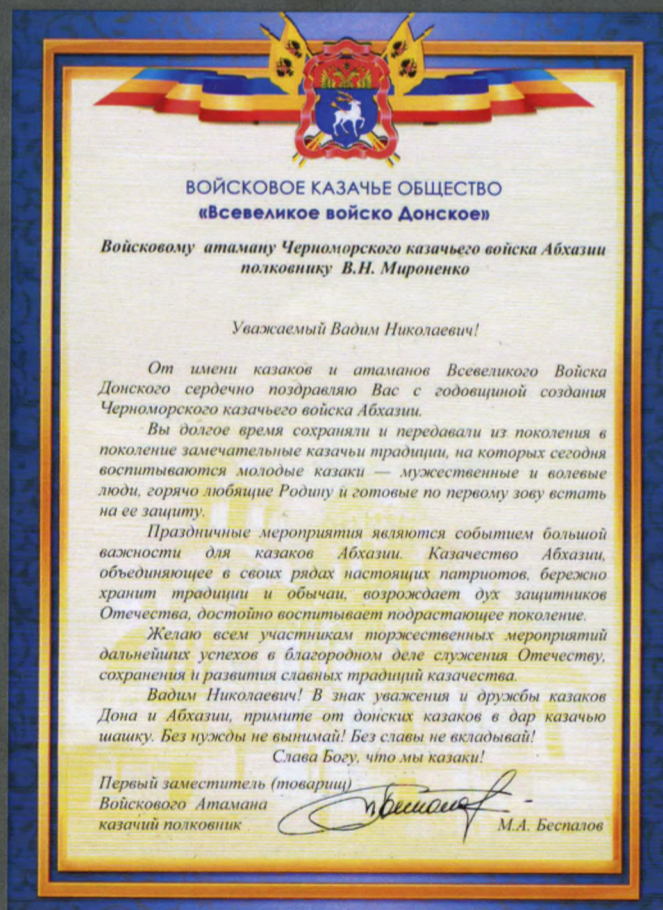 ВОЙСКОВОЕ КАЗАЧЬЕ ОБЩЕСТВО
«Всевеликое войско Донское»
Войсковому атаману Черноморского казачьего войска Абхазии
полковнику В.Н. Мироненко
Уважаемый Вадим Николаевич!
От имени казаков и атаманов Всевеликого Войска
Донского сердечно поздравляю Вас с годовщиной создания
Черноморского казачьего войска Абхазии.
Вы долгое время сохраняли и передавали из поколения в
поколение замечательные казачьи традиции, на которых сегодня
воспитываются молодые казаки — мужественные и волевые
люди, горячо любящие Родину и готовые по первому зову встать
на ее защиту.
Праздничные мероприятия являются событием большой
важности для казаков Абхазии. Казачество Абхазии,
объединяющее в своих рядах настоящих патриотов, бережно
хранит традиции и обычаи, возрождает дух защитников
Отечества, достойно воспитывает подрастающее поколение.
Желаю всем участникам торжественных мероприятий
дальнейших успехов в благородном деле служения Отечеству,
сохранения и развития славных традиций казачества.
Вадим Николаевич! В знак уважения и дружбы казаков
Дона и Абхазии, примите от донских казаков в дар казачью
шашку. Без нужды не вынимай! Без славы не вкладывай!
Слава Богу, что мы казаки!
Первый заместитель (товарищ)
Войскового Атамана
казачий полковник М.А. Беспалов